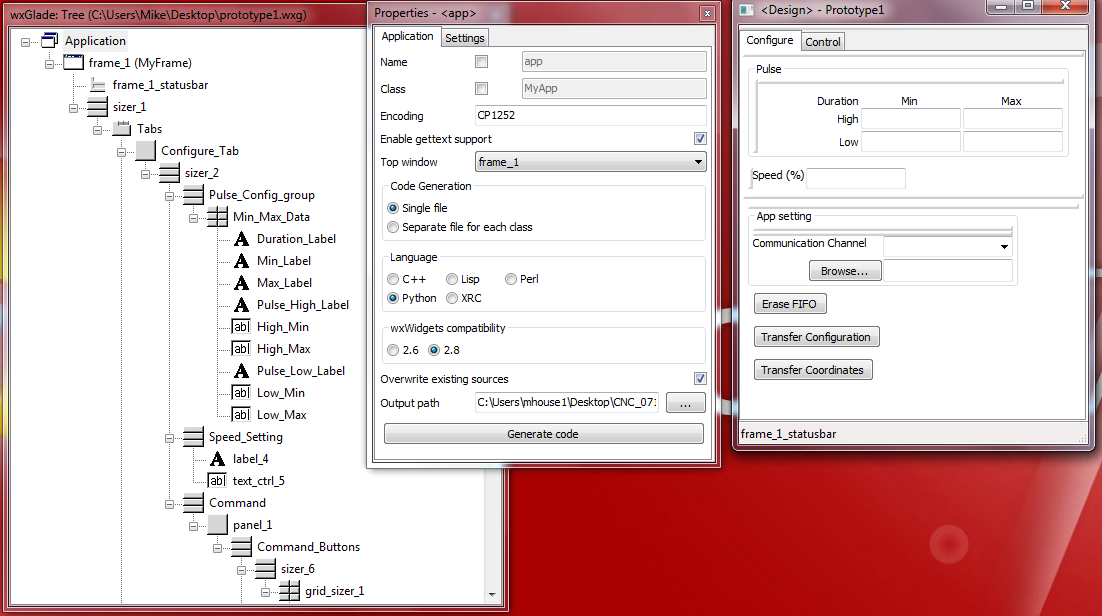 wxGlade: Tree (C:\Users\Mike\Desktop\prototype1.wxg)
Application
frame_1 (MyFrame)
frame_1_statusbar
sizer_1
Tabs
Configure_Tab
sizer_2
Pulse_Config_group
Min_Max_Data
A Duration_Label
A Min_Label
A Max_Label
A Pulse_High_Label
ab| High_Min
ab| High_Max
A Pulse_Low_Label
ab| Low_Min
ab| Low_Max
Speed_Setting
A label_4
ab| text_ctrl_5
Command
panel_1
Command_Buttons
sizer_6
grid_sizer_1
Properties - <app>
Application Settings
Name app
Class MyApp
Encoding CP1252
Enable gettext support
Top window frame_1
Code Generation
Single file
Separate file for each class
Language
C++ Lisp Perl
Python XRC
wxWidgets compatibility
2.6 2.8
Overwrite existing sources
Output path C:\Users\mhouse1\Desktop\CNC_07: ...
Generate code
<Design> - Prototype1
Configure Control
Pulse
Duration Min Max
High
Low
Speed (%)
App setting
Communication Channel
Browse...
Erase FIFO
Transfer Configuration
Transfer Coordinates
frame_1_statusbar